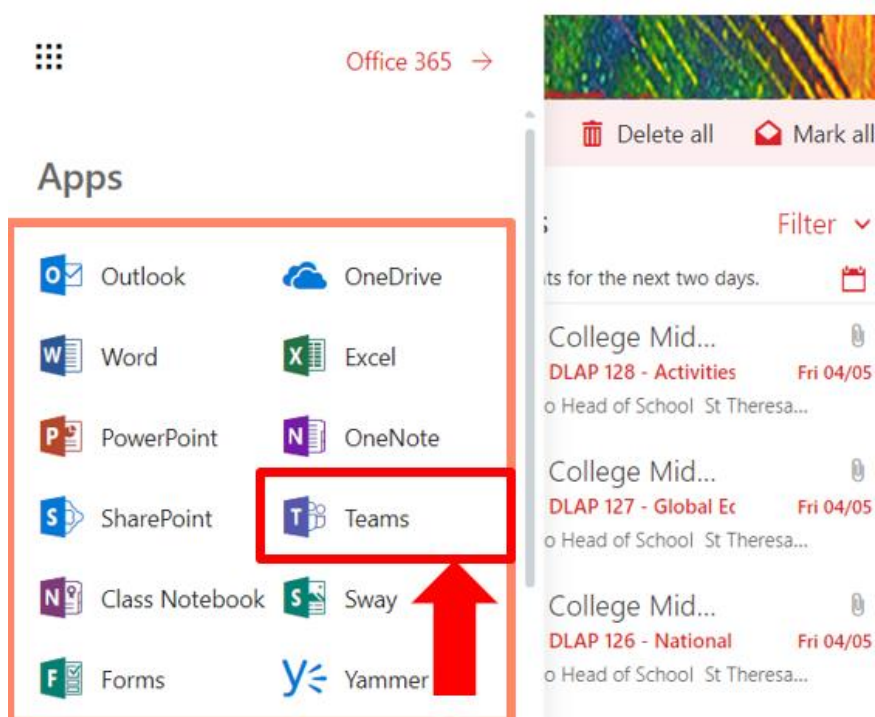 Office 365 →
Apps
Outlook
OneDrive
Word
Excel
PowerPoint
OneNote
SharePoint
Teams
Class Notebook
Sway
Forms
Yammer
Delete all
Mark all
Filter
for the next two days.
College Mid...
DLAP 128 - Activities
Fri 04/05
o Head of School St Theresa...
College Mid...
DLAP 127 - Global Ec
Fri 04/05
o Head of School St Theresa...
College Mid...
DLAP 126 - National
Fri 04/05
o Head of School St Theresa...